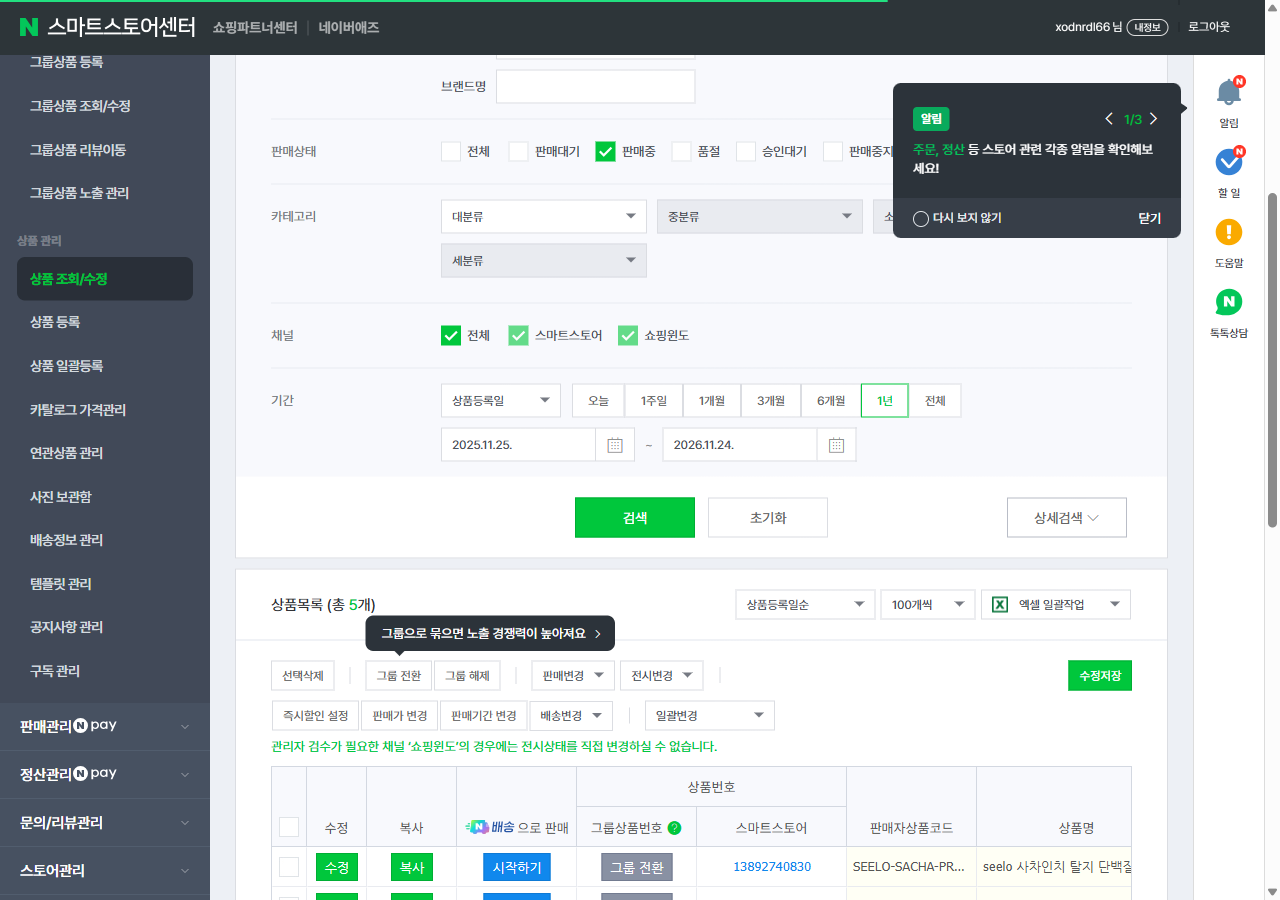 N 스마트스토어센터 쇼핑파트너센터 네이버애즈 xodnrdl66 님 내정보 로그아웃
그룹상품 등록
그룹상품 조회/수정
그룹상품 리뷰이동
그룹상품 노출 관리
상품 관리
상품 조회/수정
상품 등록
상품 일괄등록
카탈로그 가격관리
연관상품 관리
사진 보관함
배송정보 관리
템플릿 관리
공지사항 관리
구독 관리
판매관리 N pay
정산관리 N pay
문의/리뷰관리
스토어관리
브랜드명
판매상태 전체 판매대기 판매중 품절 승인대기 판매중지
카테고리 대분류 중분류 소
세분류
채널 전체 스마트스토어 쇼핑윈도
기간 상품등록일 오늘 1주일 1개월 3개월 6개월 1년 전체
2025.11.25. ~ 2026.11.24.
검색 초기화 상세검색
알림 1/3
주문, 정산 등 스토어 관련 각종 알림을 확인해보
세요!
다시 보지 않기 닫기
N
알림
N
할 일
도움말
N
톡톡상담
상품목록 (총 5개) 상품등록일순 100개씩 엑셀 일괄작업
그룹으로 묶으면 노출 경쟁력이 높아져요
선택삭제 그룹 전환 그룹 해제 판매변경 전시변경 수정저장
즉시할인 설정 판매가 변경 판매기간 변경 배송변경 일괄변경
관리자 검수가 필요한 채널 ‘쇼핑윈도’의 경우에는 전시상태를 직접 변경하실 수 없습니다.
상품번호
수정 복사 N 배송 으로 판매 그룹상품번호 ? 스마트스토어 판매자상품코드 상품명
수정 복사 시작하기 그룹 전환 13892740830 SEELO-SACHA-PR... seelo 사차인치 탈지 단백질